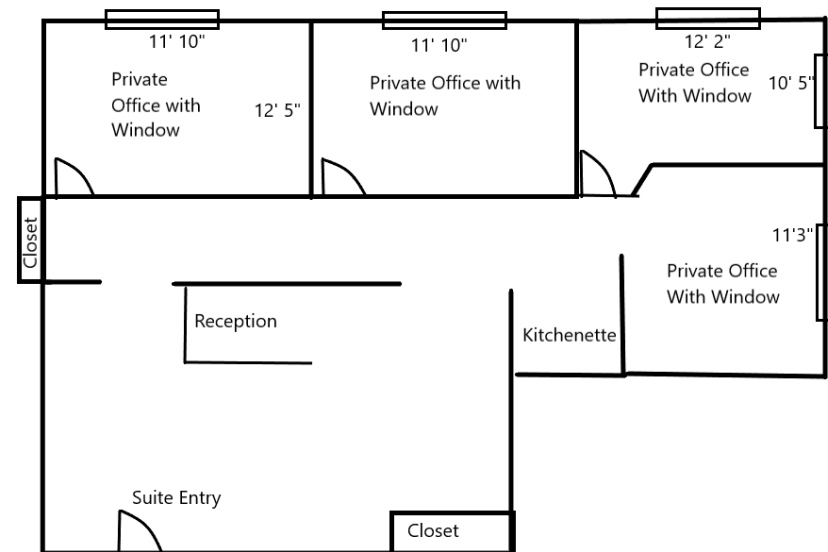 11' 10"
Private
Office with
Window
12' 5"
11' 10"
Private Office with
Window
12' 2"
Private Office
With Window
10' 5"
Closet
11'3"
Private Office
With Window
Reception
Kitchenette
Suite Entry
Closet